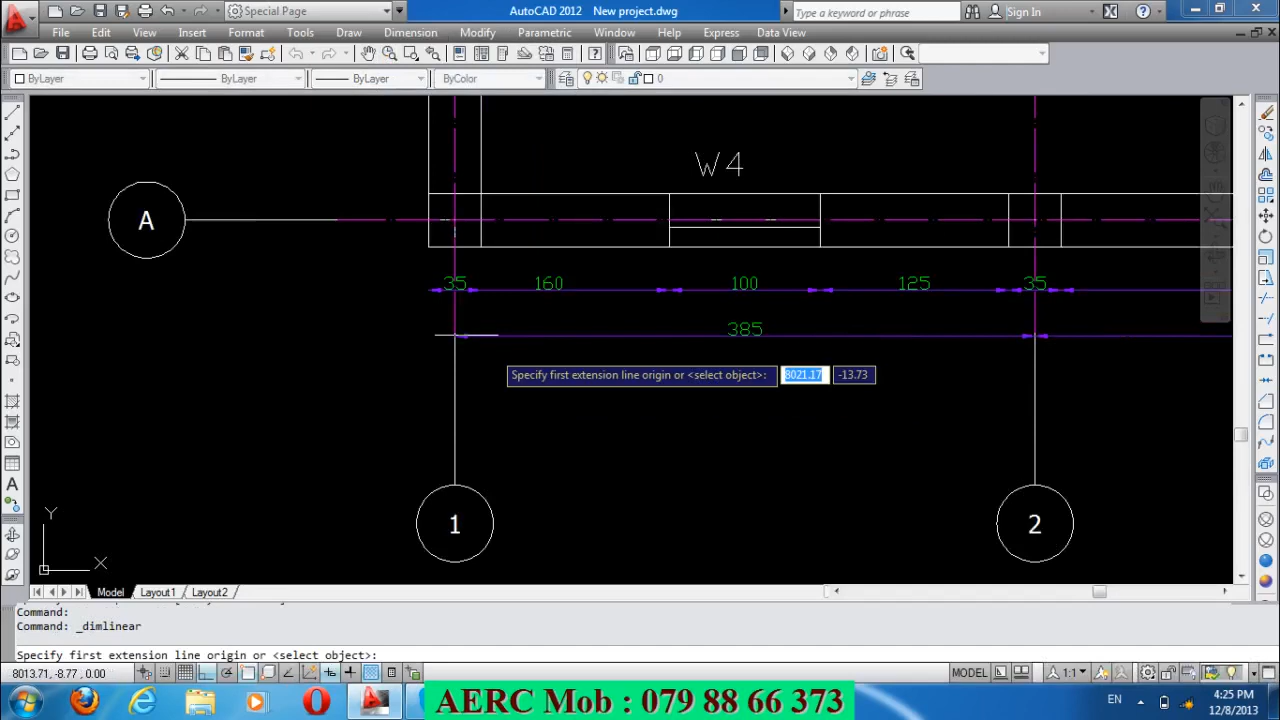 Special Page
AutoCAD 2012 New project.dwg
Type a keyword or phrase
Sign In
File Edit View Insert Format Tools Draw Dimension Modify Parametric Window Help Express Data View
ByLayer ByLayer ByLayer ByColor 0
W4
A
35 160 100 125 35
385
Specify first extension line origin or <select object>: 8021.17 -13.73
1 2
Y
X
Model Layout1 Layout2
Command:
Command: _dimlinear
Specify first extension line origin or <select object>:
8013.71, -8.77, 0.00 MODEL 1:1
AERC Mob : 079 88 66 373
EN 4:25 PM
12/8/2013